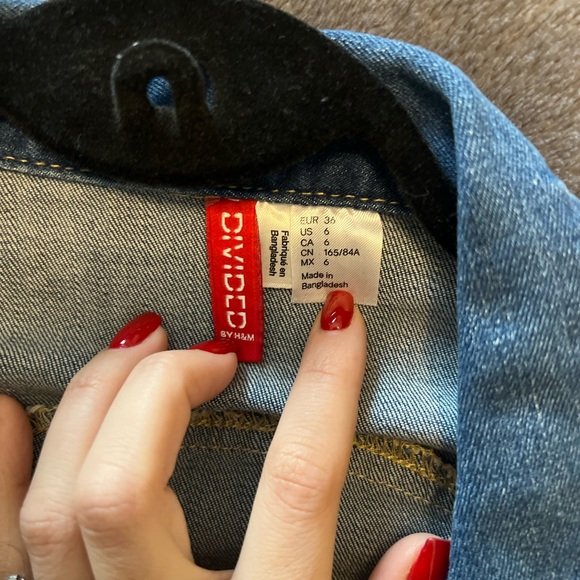 DIVIDED
BY H&M
Fabriqué en
Bangladesh
EUR 36
US 6
CA 6
CN 165/84A
MX 6
Made in
Bangladesh